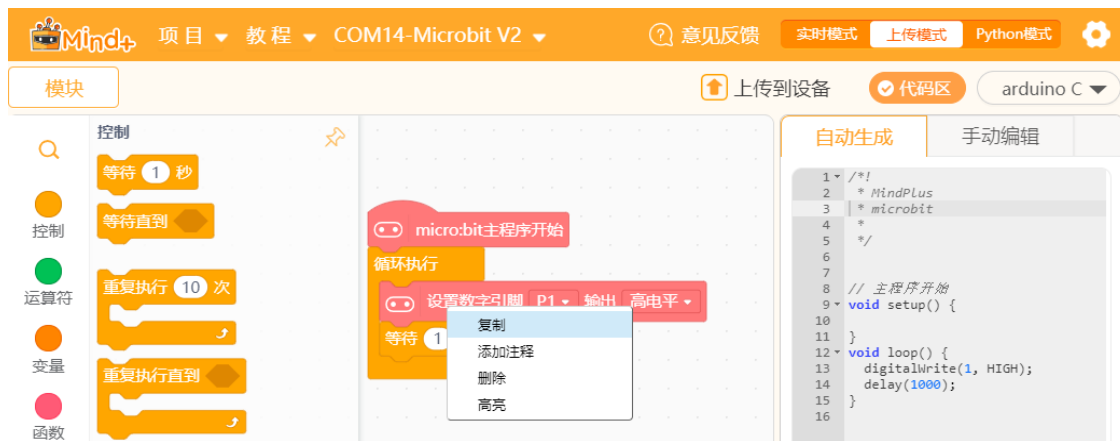 Mind+ 项目 教程 COM14-Microbit V2 意见反馈 实时模式 上传模式 Python模式
模块 上传到设备 代码区 arduino C
控制
运算符
变量
函数
控制
等待 1 秒
等待直到
重复执行 10 次
重复执行直到
micro:bit主程序开始
循环执行
设置数字引脚 P1 输出 高电平
等待 1
复制
添加注释
删除
高亮
自动生成 手动编辑
1 /*!
2 * MindPlus
3 * microbit
4 *
5 */
6
7
8 // 主程序开始
9 void setup() {
10
11 }
12 void loop() {
13 digitalWrite(1, HIGH);
14 delay(1000);
15 }
16